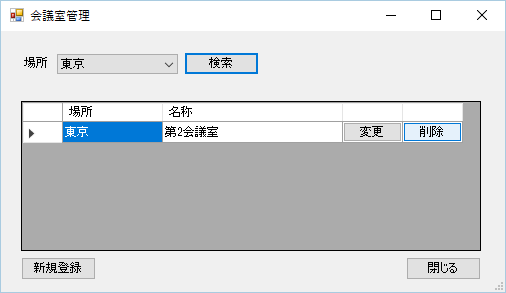 会議室管理
場所 東京 検索
場所 名称
東京 第2会議室 変更 削除
新規登録 閉じる